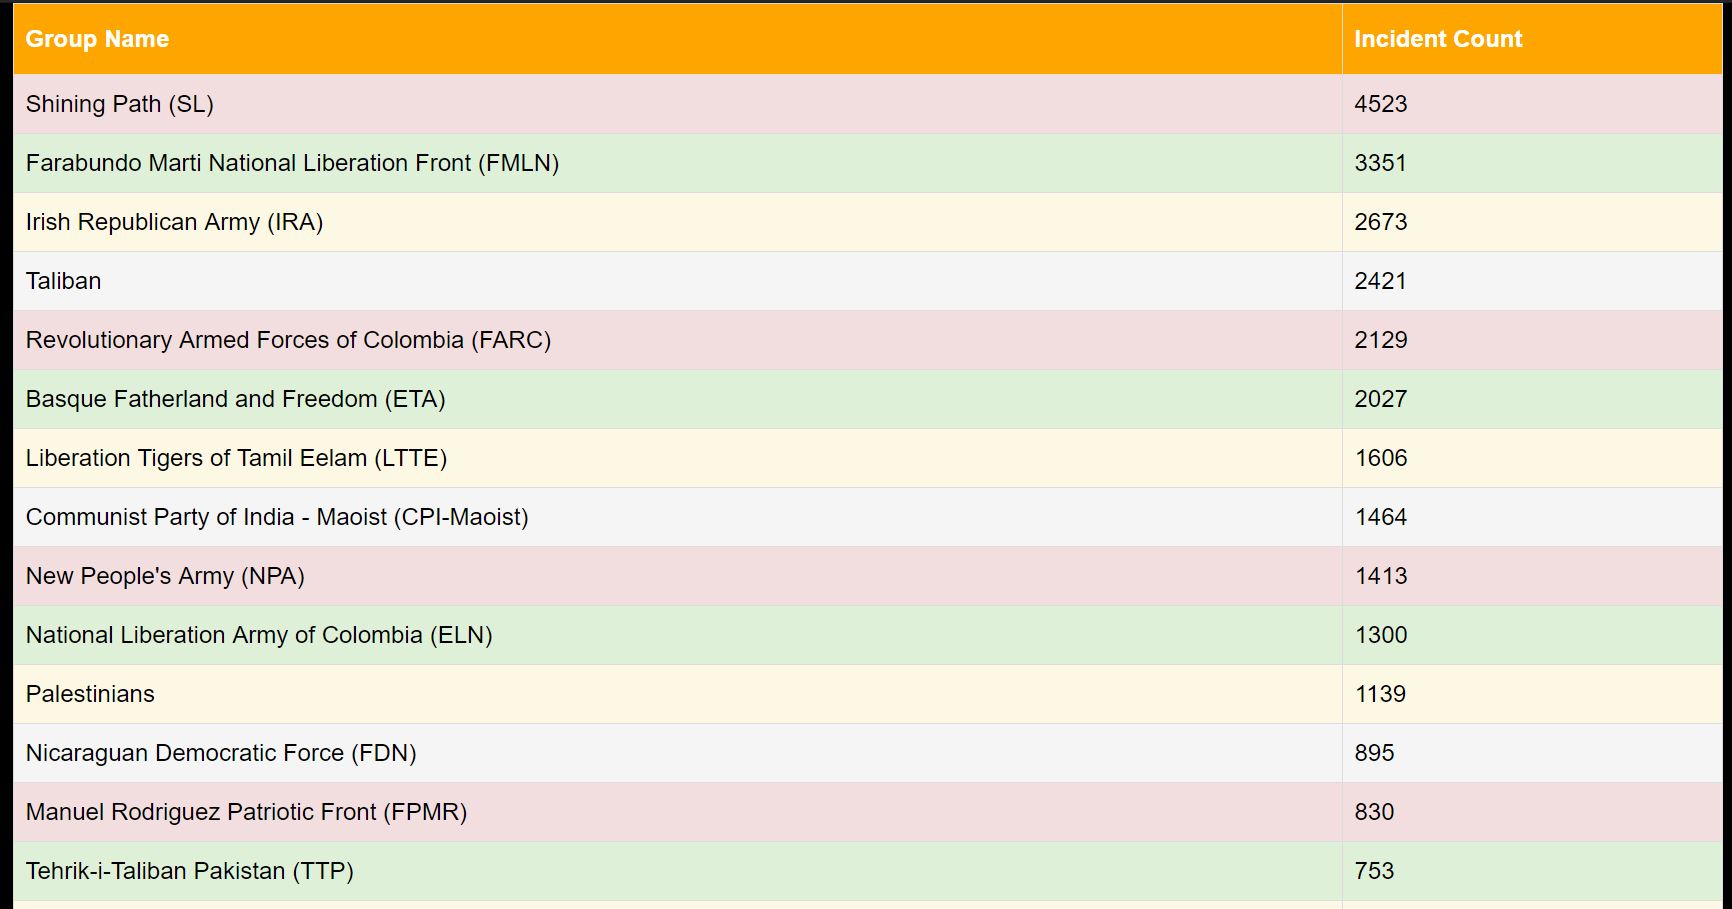 Group Name Incident Count
Shining Path (SL) 4523
Farabundo Marti National Liberation Front (FMLN) 3351
Irish Republican Army (IRA) 2673
Taliban 2421
Revolutionary Armed Forces of Colombia (FARC) 2129
Basque Fatherland and Freedom (ETA) 2027
Liberation Tigers of Tamil Eelam (LTTE) 1606
Communist Party of India - Maoist (CPI-Maoist) 1464
New People's Army (NPA) 1413
National Liberation Army of Colombia (ELN) 1300
Palestinians 1139
Nicaraguan Democratic Force (FDN) 895
Manuel Rodriguez Patriotic Front (FPMR) 830
Tehrik-i-Taliban Pakistan (TTP) 753